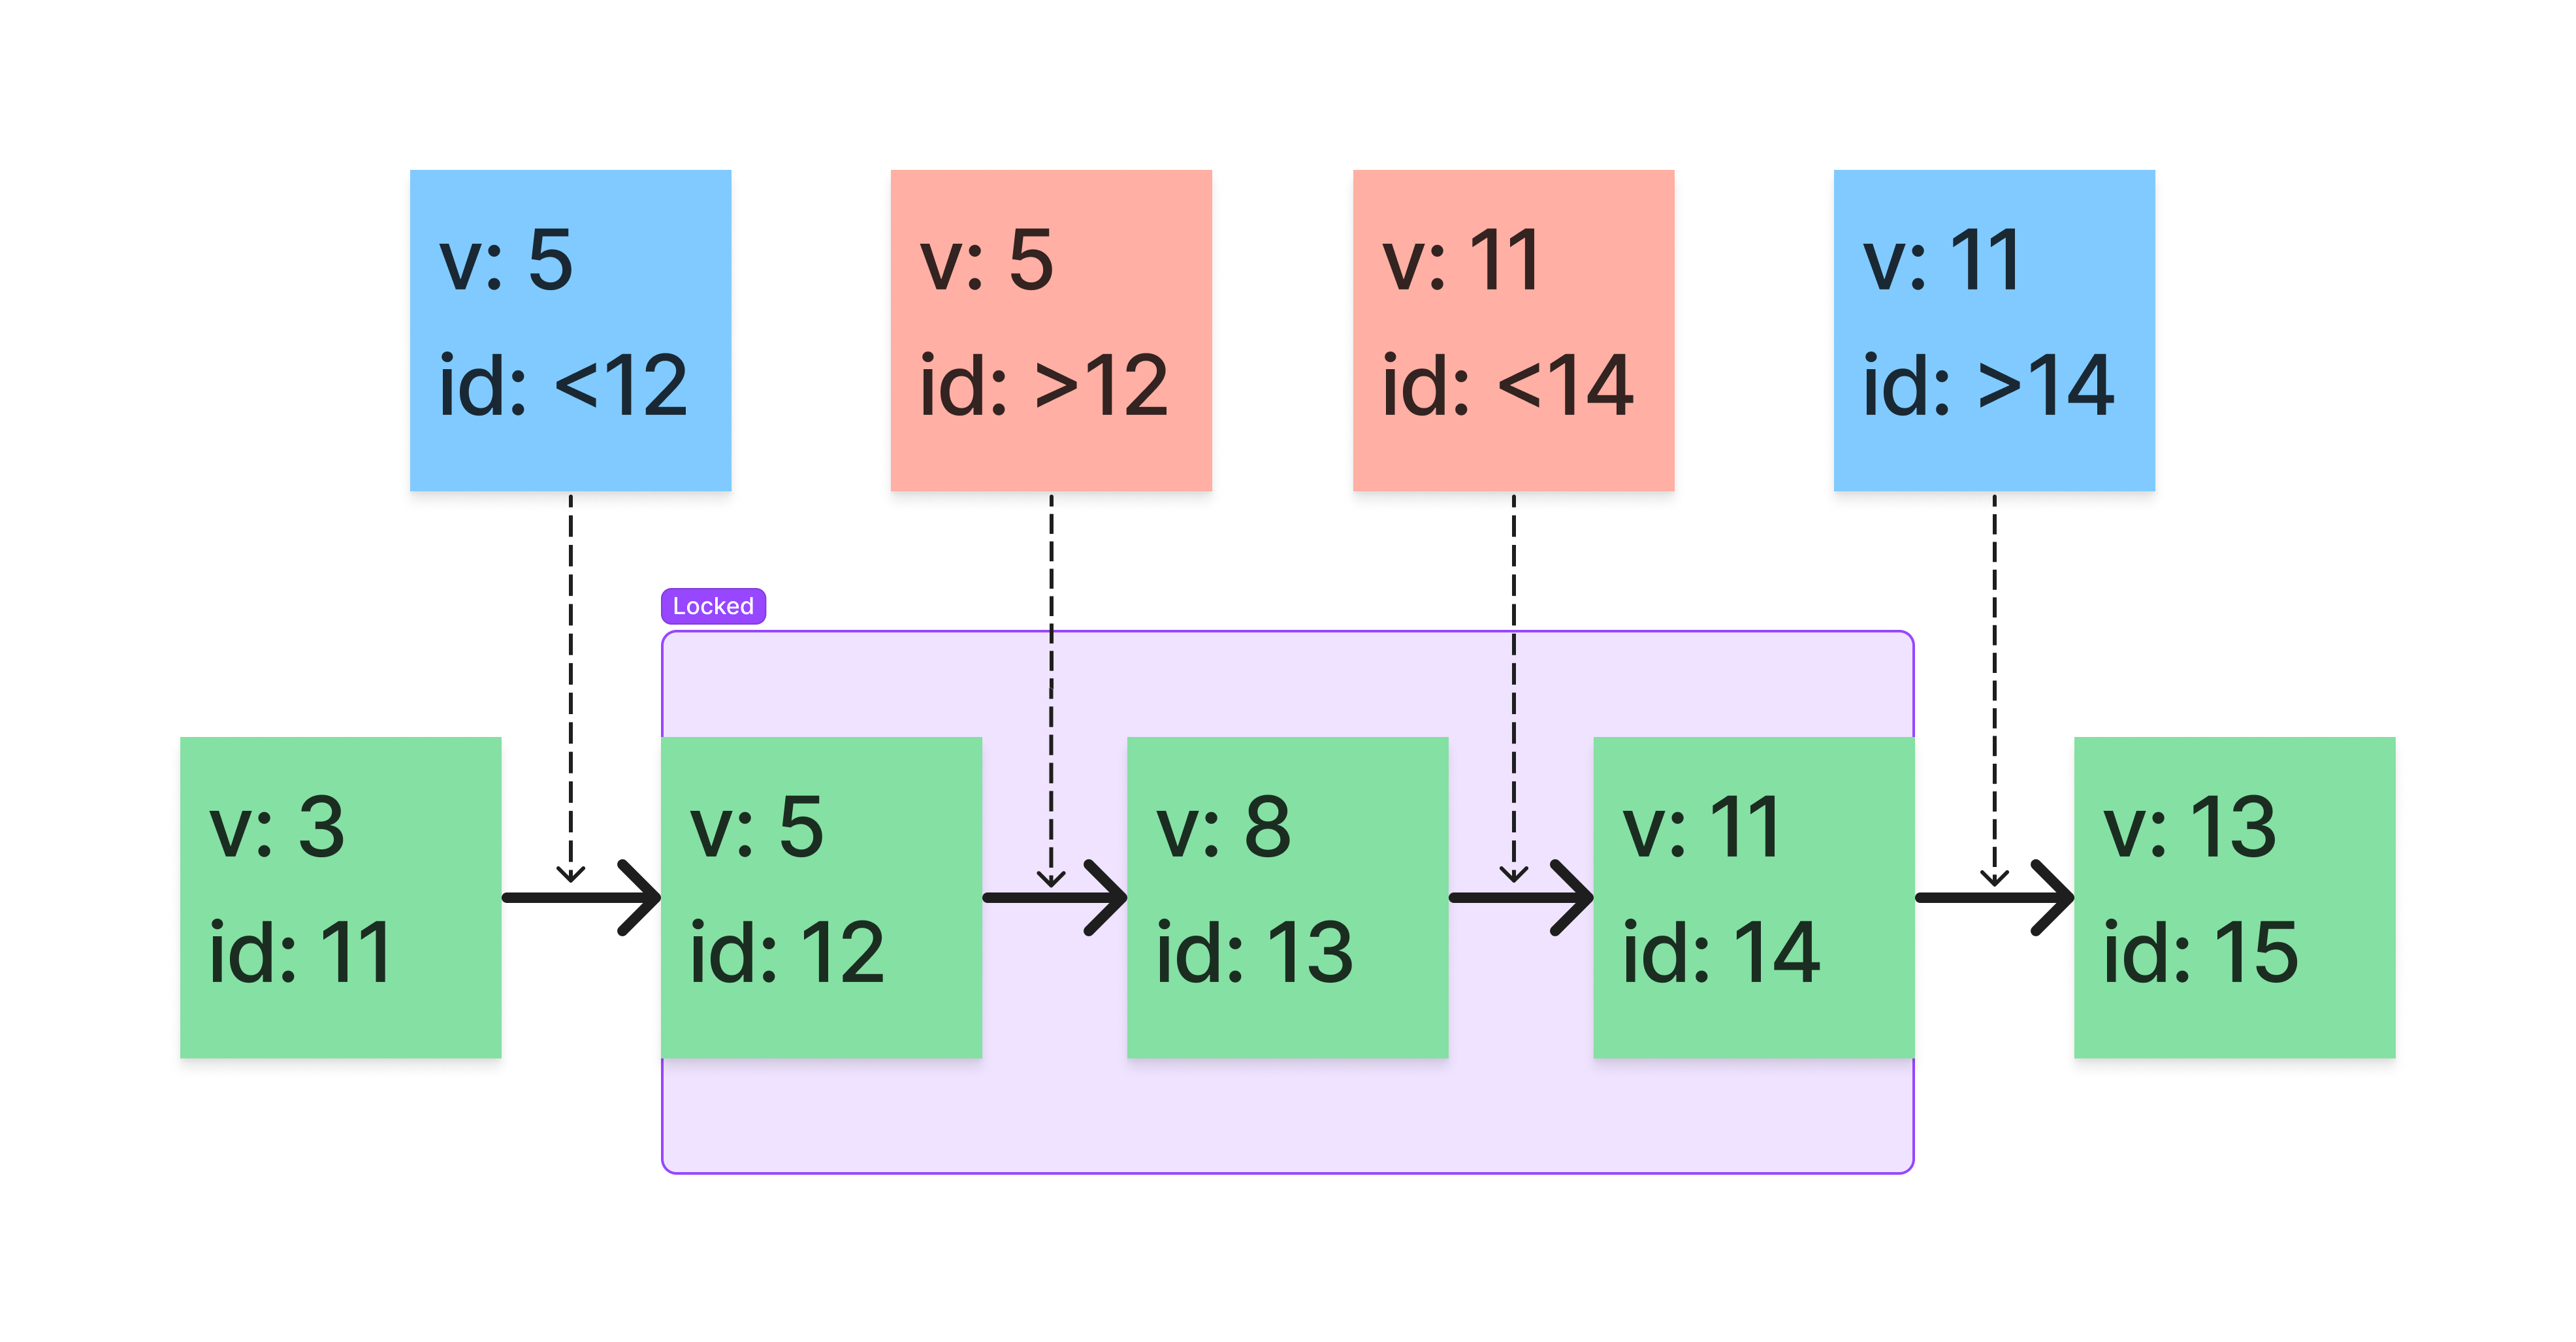 v: 5
id: <12
v: 5
id: >12
v: 11
id: <14
v: 11
id: >14
Locked
v: 3
id: 11
v: 5
id: 12
v: 8
id: 13
v: 11
id: 14
v: 13
id: 15